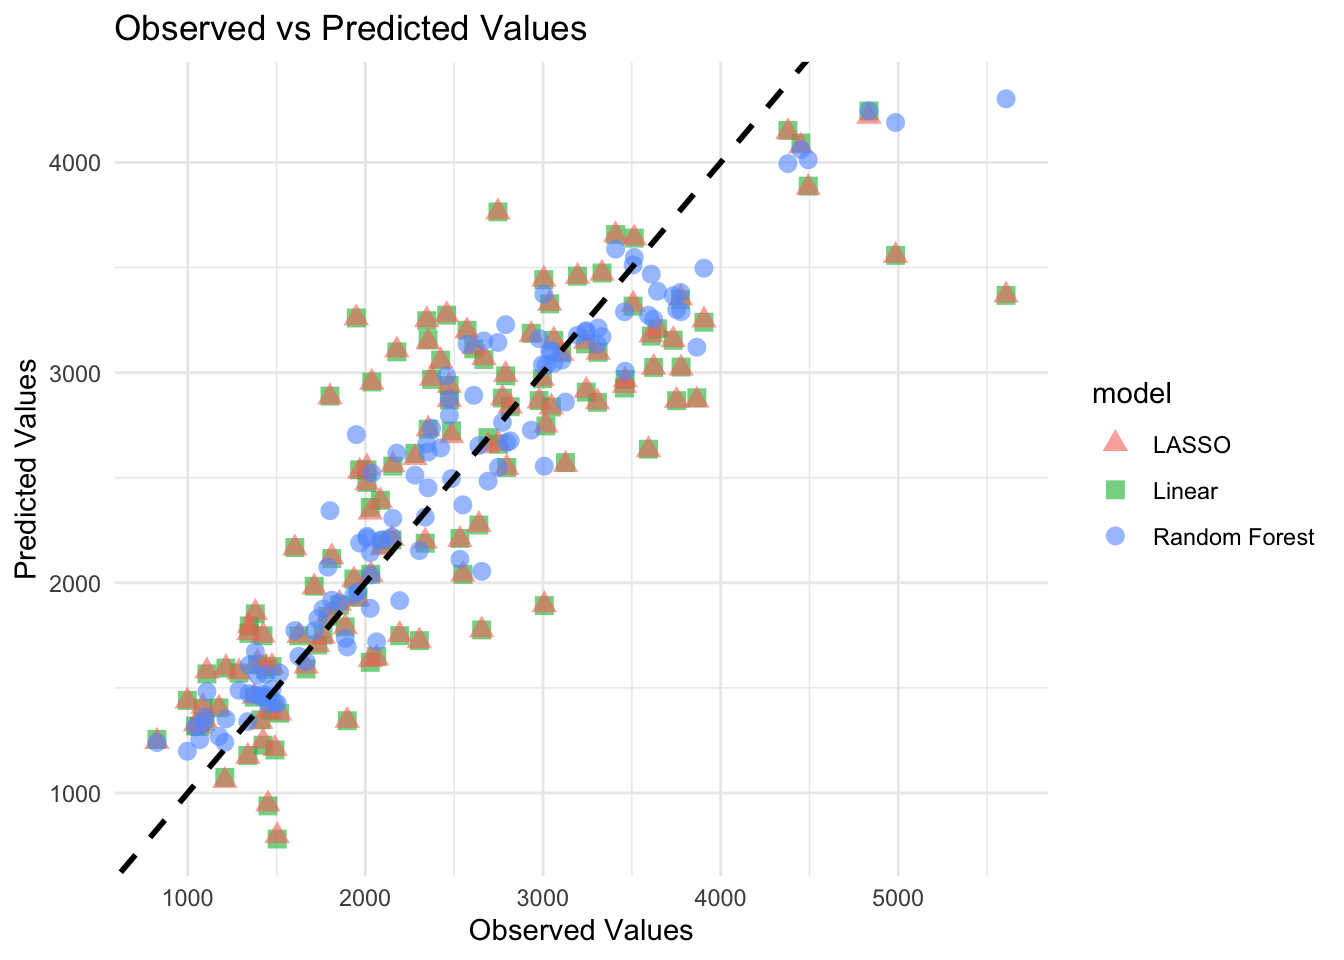 Observed vs Predicted Values
4000
3000
2000
1000
Predicted Values
1000 2000 3000 4000 5000
Observed Values
model
LASSO
Linear
Random Forest